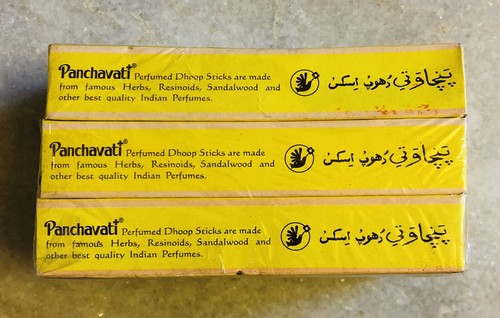 Panchavati® Perfumed Dhoop Sticks are made
from famous Herbs, Resinoids, Sandalwood and
other best quality Indian Perfumes.
پنچاوتي دهوپ اسکس
Panchavati® Perfumed Dhoop Sticks are made
from famous Herbs, Resinoids, Sandalwood and
other best quality Indian Perfumes.
پنچاوتي دهوپ اسکس
Panchavati® Perfumed Dhoop Sticks are made
from famous Herbs, Resinoids, Sandalwood and
other best quality Indian Perfumes.
پنچاوتي دهوپ اسکس